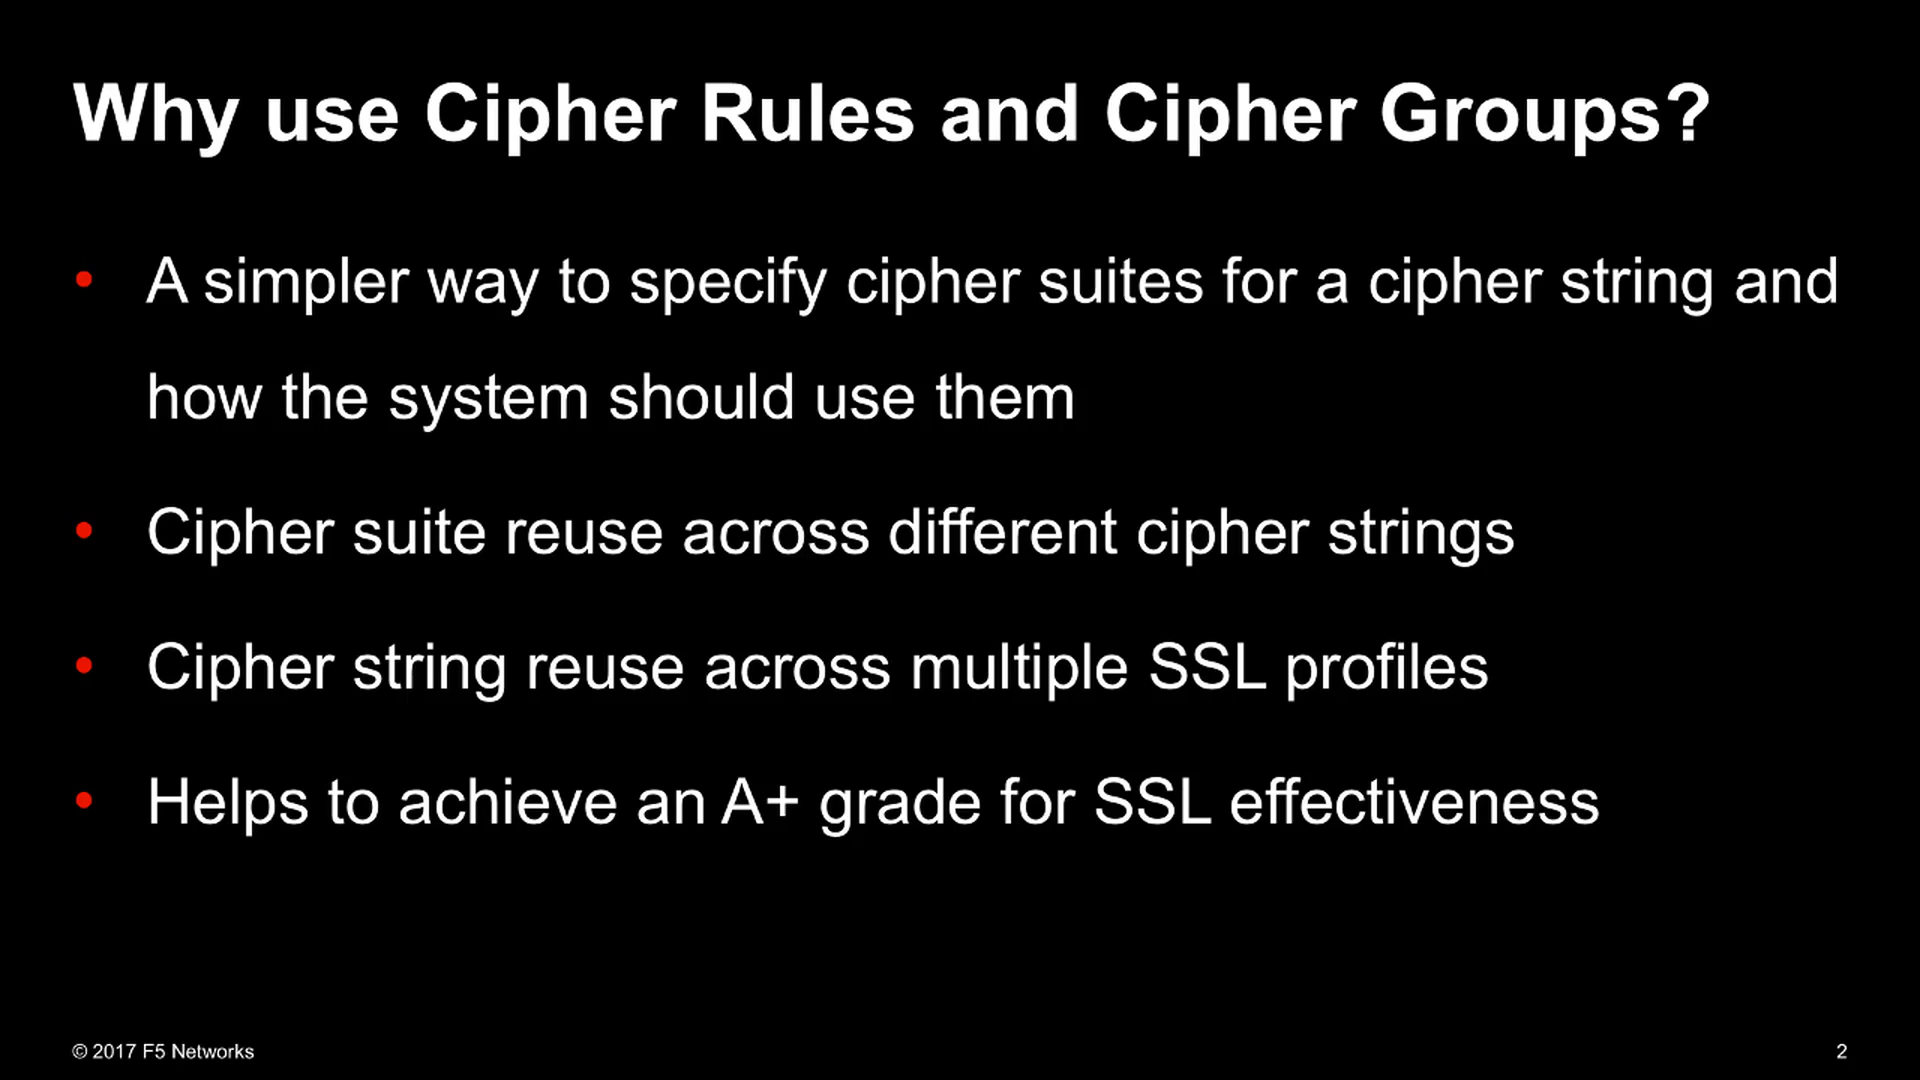 Why use Cipher Rules and Cipher Groups?
• A simpler way to specify cipher suites for a cipher string and
how the system should use them
• Cipher suite reuse across different cipher strings
• Cipher string reuse across multiple SSL profiles
• Helps to achieve an A+ grade for SSL effectiveness
© 2017 F5 Networks
2